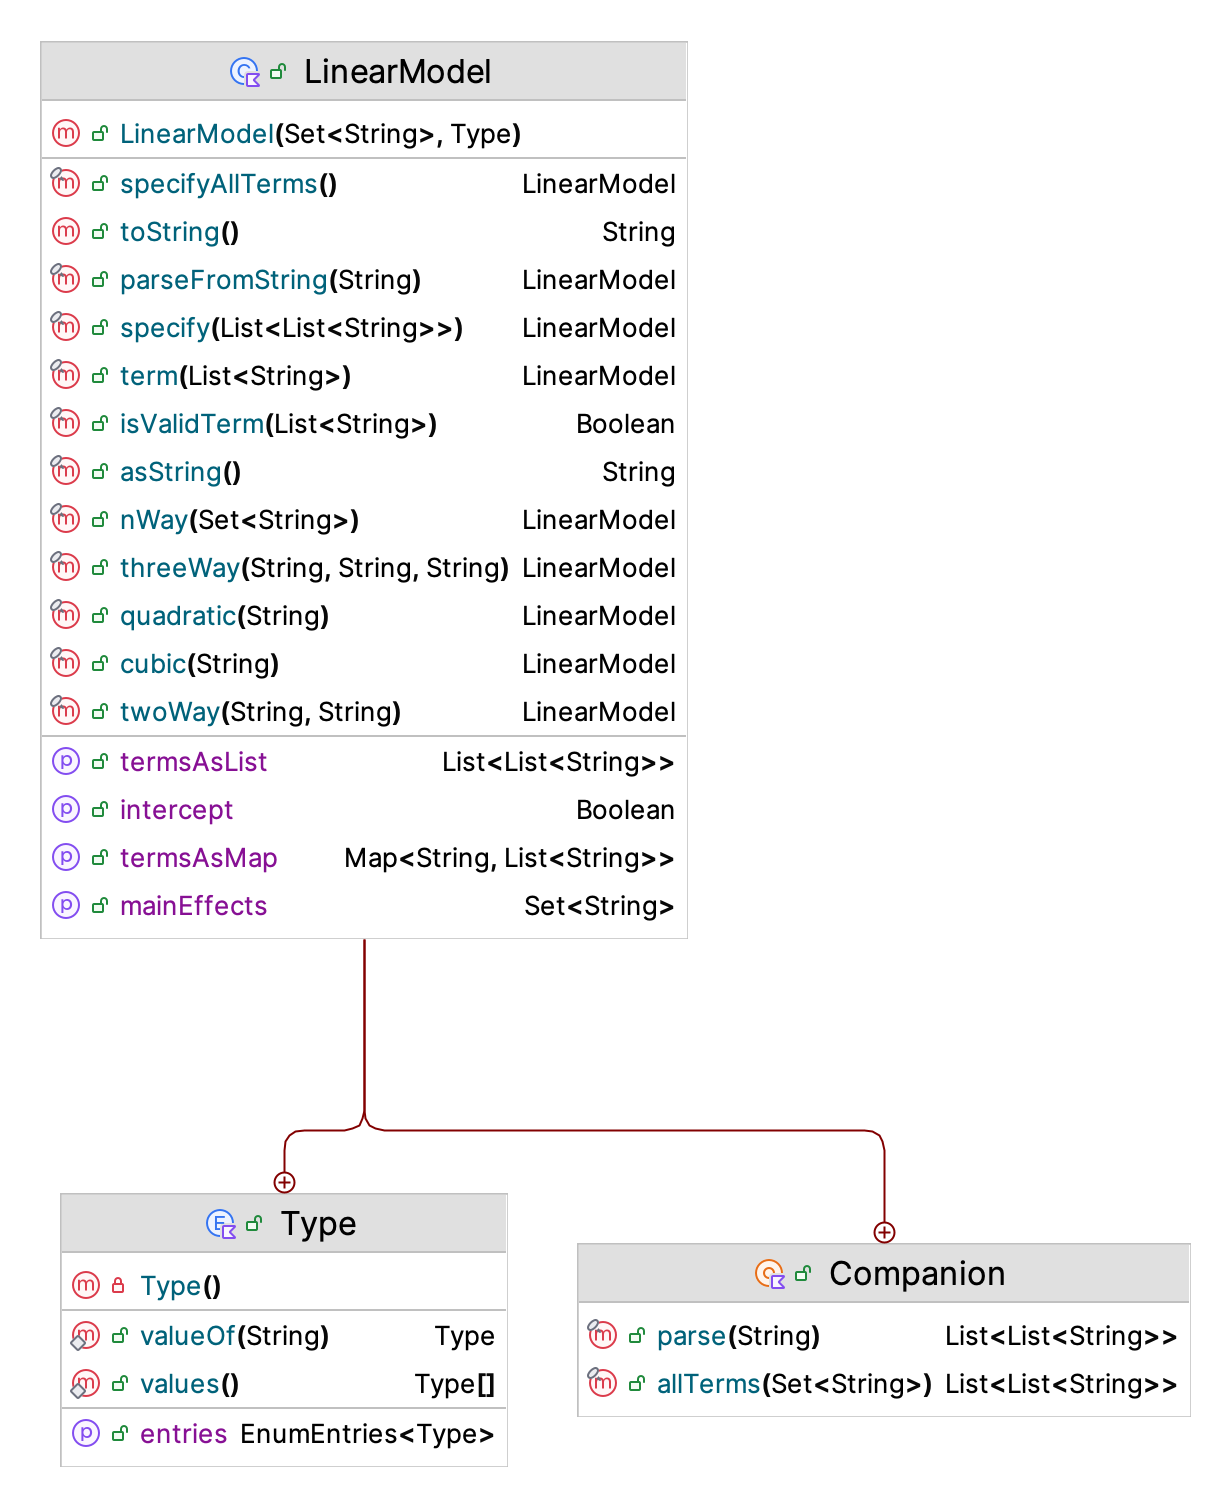 LinearModel
LinearModel(Set<String>, Type)
specifyAllTerms() LinearModel
toString() String
parseFromString(String) LinearModel
specify(List<List<String>>) LinearModel
term(List<String>) LinearModel
isValidTerm(List<String>) Boolean
asString() String
nWay(Set<String>) LinearModel
threeWay(String, String, String) LinearModel
quadratic(String) LinearModel
cubic(String) LinearModel
twoWay(String, String) LinearModel
termsAsList List<List<String>>
intercept Boolean
termsAsMap Map<String, List<String>>
mainEffects Set<String>
Type
Type()
valueOf(String) Type
values() Type[]
entries EnumEntries<Type>
Companion
parse(String) List<List<String>>
allTerms(Set<String>) List<List<String>>